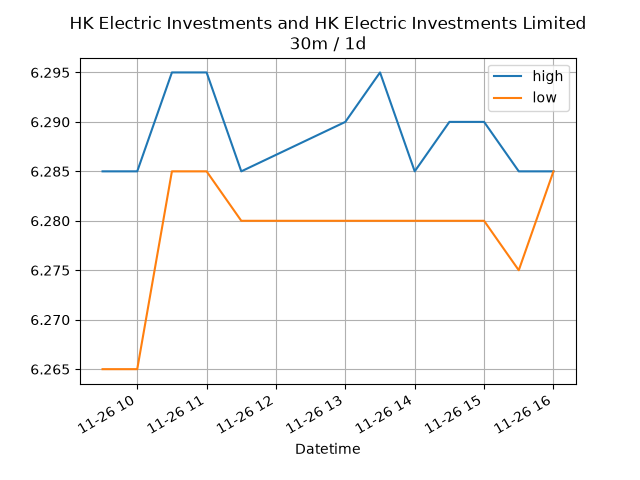 HK Electric Investments and HK Electric Investments Limited
30m / 1d
high
low
6.295
6.290
6.285
6.280
6.275
6.270
6.265
11-26 10
11-26 11
11-26 12
11-26 13
11-26 14
11-26 15
11-26 16
Datetime